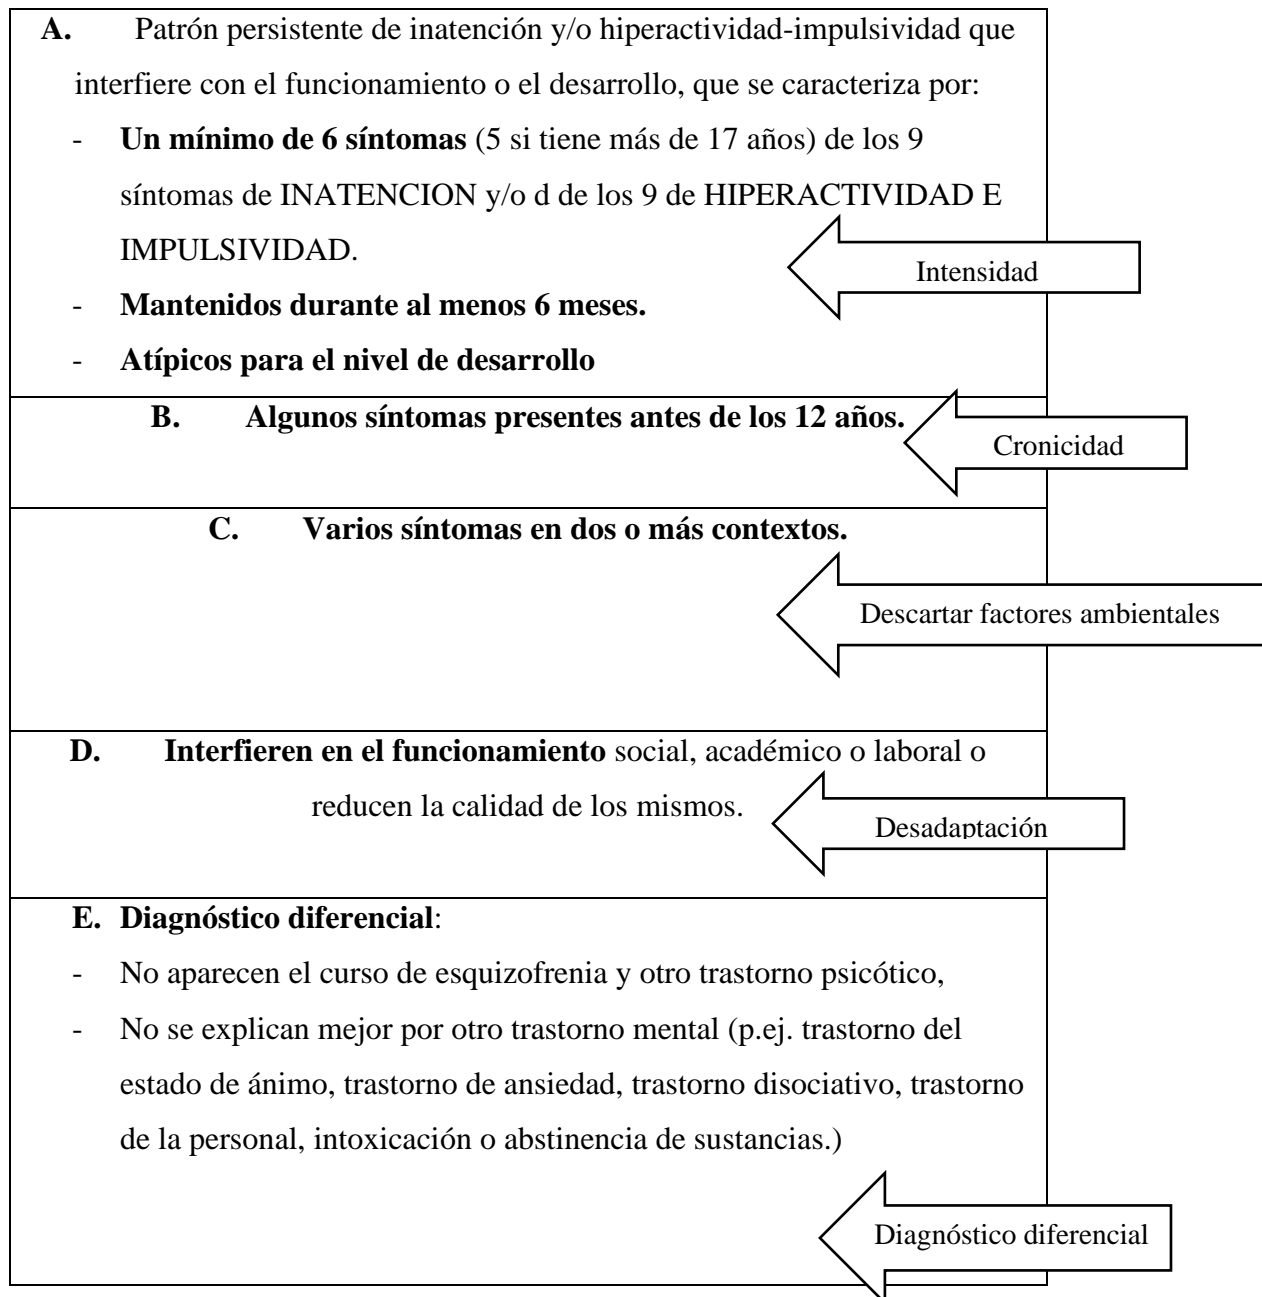 A. Patrón persistente de inatención y/o hiperactividad-impulsividad que
interfiere con el funcionamiento o el desarrollo, que se caracteriza por:
- Un mínimo de 6 síntomas (5 si tiene más de 17 años) de los 9
síntomas de INATENCION y/o d de los 9 de HIPERACTIVIDAD E
IMPULSIVIDAD.
Intensidad
- Mantenidos durante al menos 6 meses.
- Atípicos para el nivel de desarrollo
B. Algunos síntomas presentes antes de los 12 años.
Cronicidad
C. Varios síntomas en dos o más contextos.
Descartar factores ambientales
D. Interfieren en el funcionamiento social, académico o laboral o
reducen la calidad de los mismos.
Desadaptación
E. Diagnóstico diferencial:
- No aparecen el curso de esquizofrenia y otro trastorno psicótico,
- No se explican mejor por otro trastorno mental (p.ej. trastorno del
estado de ánimo, trastorno de ansiedad, trastorno disociativo, trastorno
de la personal, intoxicación o abstinencia de sustancias.)
Diagnóstico diferencial